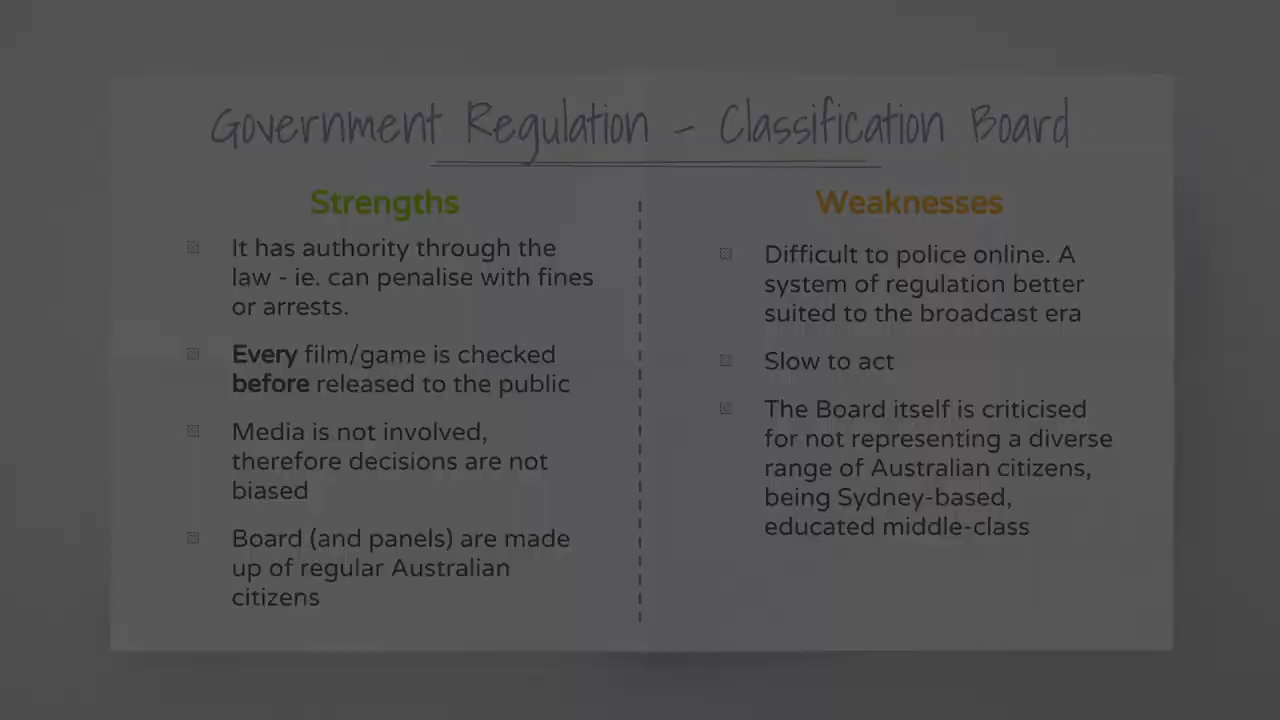 Government Regulation - Classification Board
Strengths
It has authority through the
law - ie. can penalise with fines
or arrests.
Every film/game is checked
before released to the public
Media is not involved,
therefore decisions are not
biased
Board (and panels) are made
up of regular Australian
citizens
Weaknesses
Difficult to police online. A
system of regulation better
suited to the broadcast era
Slow to act
The Board itself is criticised
for not representing a diverse
range of Australian citizens,
being Sydney-based,
educated middle-class